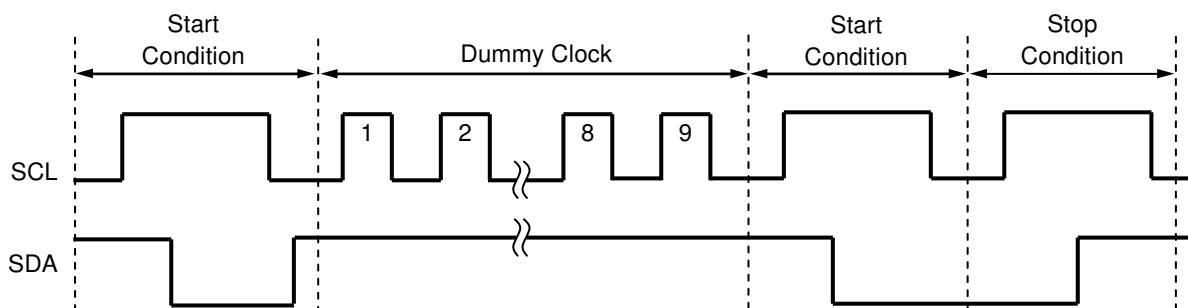 Start
Condition
Dummy Clock
Start
Condition
Stop
Condition
SCL
1 2 8 9
SDA